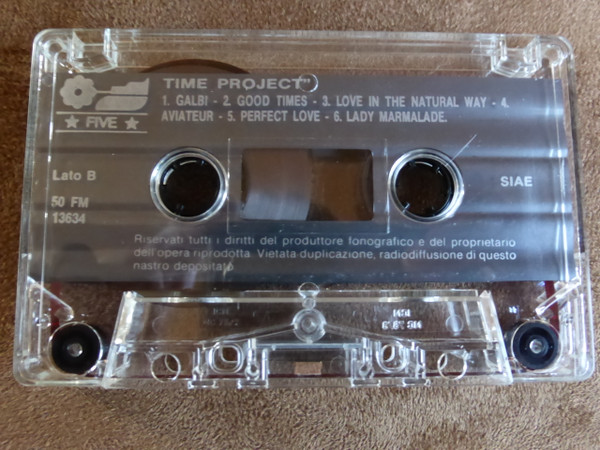 TIME PROJECT"
1. GALBI - 2. GOOD TIMES - 3. LOVE IN THE NATURAL WAY - 4.
AVIATEUR - 5. PERFECT LOVE - 6. LADY MARMALADE.
★ FIVE ★
Lato B
SIAE
50 FM
13634
Riservati tutti i diritti del produttore fonografico e del proprietario
dell'opera riprodotta. Vietata duplicazione, radiodiffusione di questo
nastro depositato